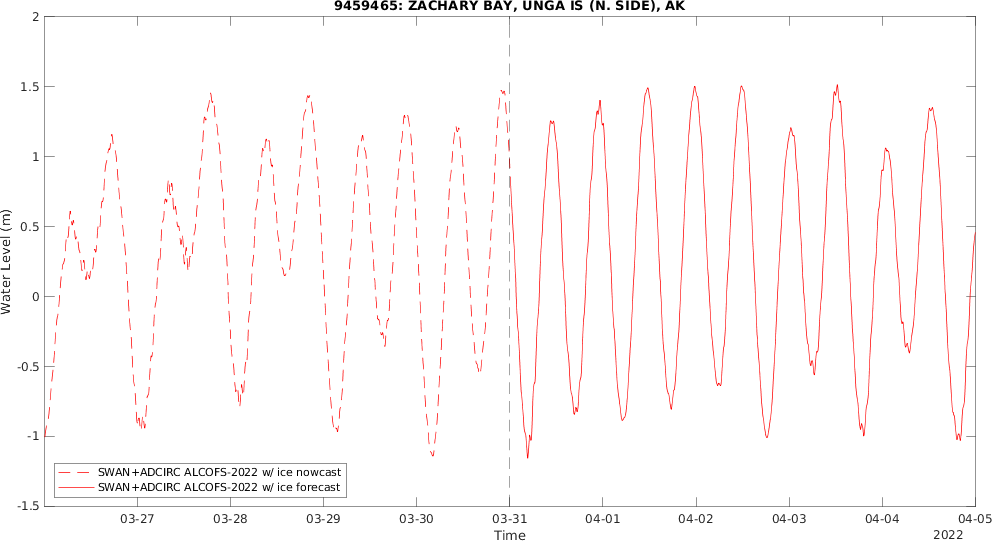 9459465: ZACHARY BAY, UNGA IS (N. SIDE), AK
Water Level (m)
2
1.5
1
0.5
0
-0.5
-1
-1.5
SWAN+ADCIRC ALCOFS-2022 w/ ice nowcast
SWAN+ADCIRC ALCOFS-2022 w/ ice forecast
03-27 03-28 03-29 03-30 03-31 04-01 04-02 04-03 04-04 04-05
Time
2022